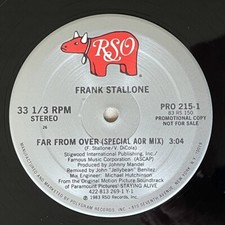 RSO
FRANK STALLONE
33 1/3 RPM
STEREO
PRO 215-1
83 RS 150
PROMOTIONAL COPY
NOT FOR SALE
FAR FROM OVER (SPECIAL AOR MIX) 3:04
(F. Stallone/V. DiCola)
Stigwood International Publishing, Inc./
Famous Music Corporation (ASCAP)
Produced by Johnny Mandel
Remixed by John "Jellybean" Benitez
Mix Engineer: Michael Hutchinson
From the Original Motion Picture Soundtrack
of Paramount Pictures' STAYING ALIVE
422 813 269-1 Y-1
℗ 1983 RSO Records, Inc.